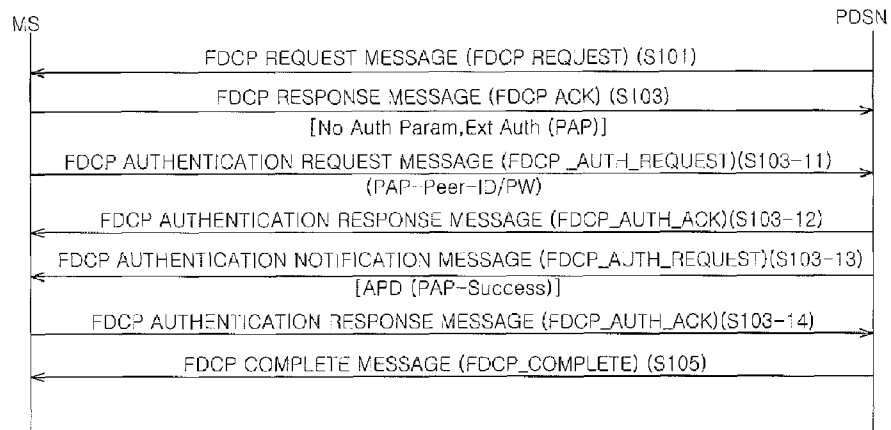 MS PDSN
FDCP REQUEST MESSAGE (FDCP REQUEST) (S101)
FDCP RESPONSE MESSAGE (FDCP ACK) (S103)
[No Auth Param,Ext Auth (PAP)]
FDCP AUTHENTICATION REQUEST MESSAGE (FDCP _AUTH_REQUEST)(S103-11)
(PAP-Peer-ID/PW)
FDCP AUTHENTICATION RESPONSE MESSAGE (FDCP_AUTH_ACK)(S103-12)
FDCP AUTHENTICATION NOTIFICATION MESSAGE (FDCP_AUTH_REQUEST)(S103-13)
[APD (PAP-Success)]
FDCP AUTHENTICATION RESPONSE MESSAGE (FDCP_AUTH_ACK)(S103-14)
FDCP COMPLETE MESSAGE (FDCP_COMPLETE) (S105)